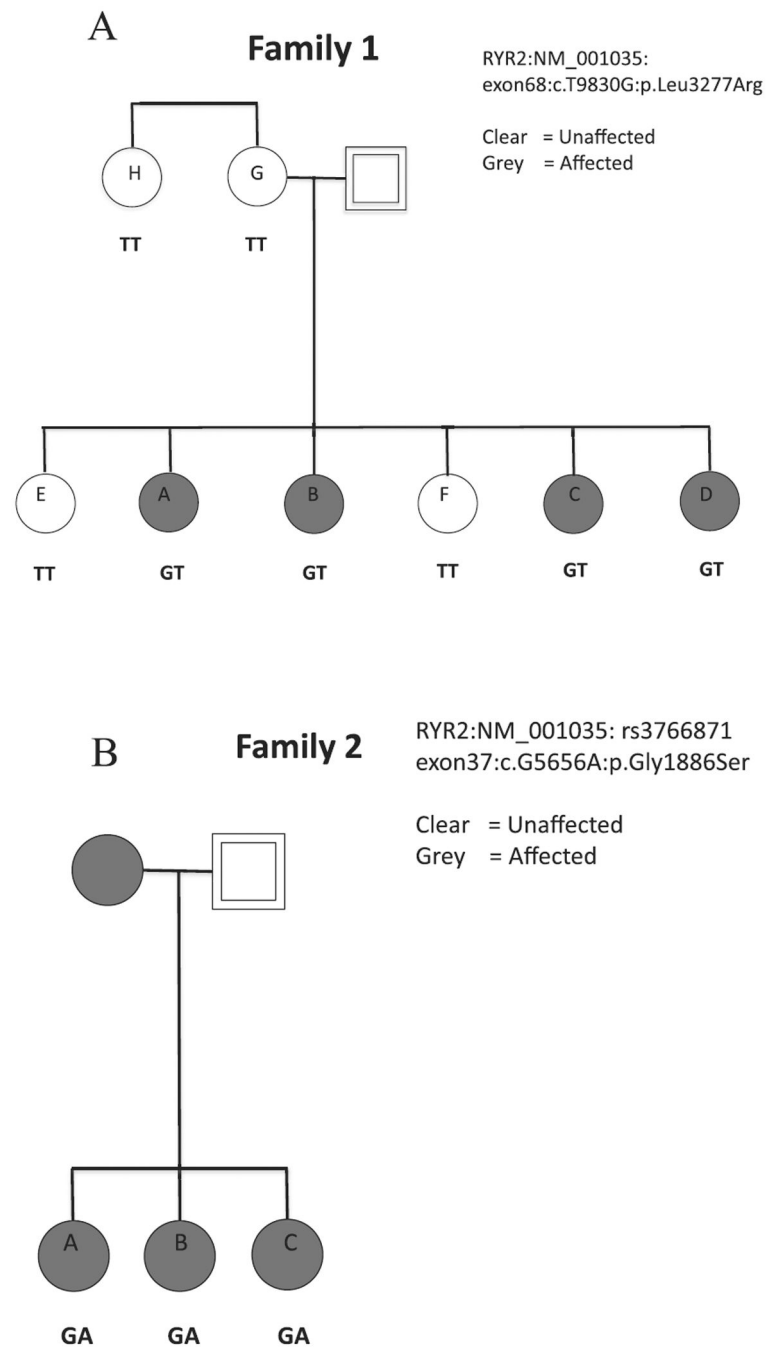 A
Family 1
RYR2:NM_001035:
exon68:c.T9830G:p.Leu3277Arg
Clear = Unaffected
Grey = Affected
H G
TT TT
E A B F C D
TT GT GT TT GT GT
B
Family 2
RYR2:NM_001035: rs3766871
exon37:c.G5656A:p.Gly1886Ser
Clear = Unaffected
Grey = Affected
A B C
GA GA GA